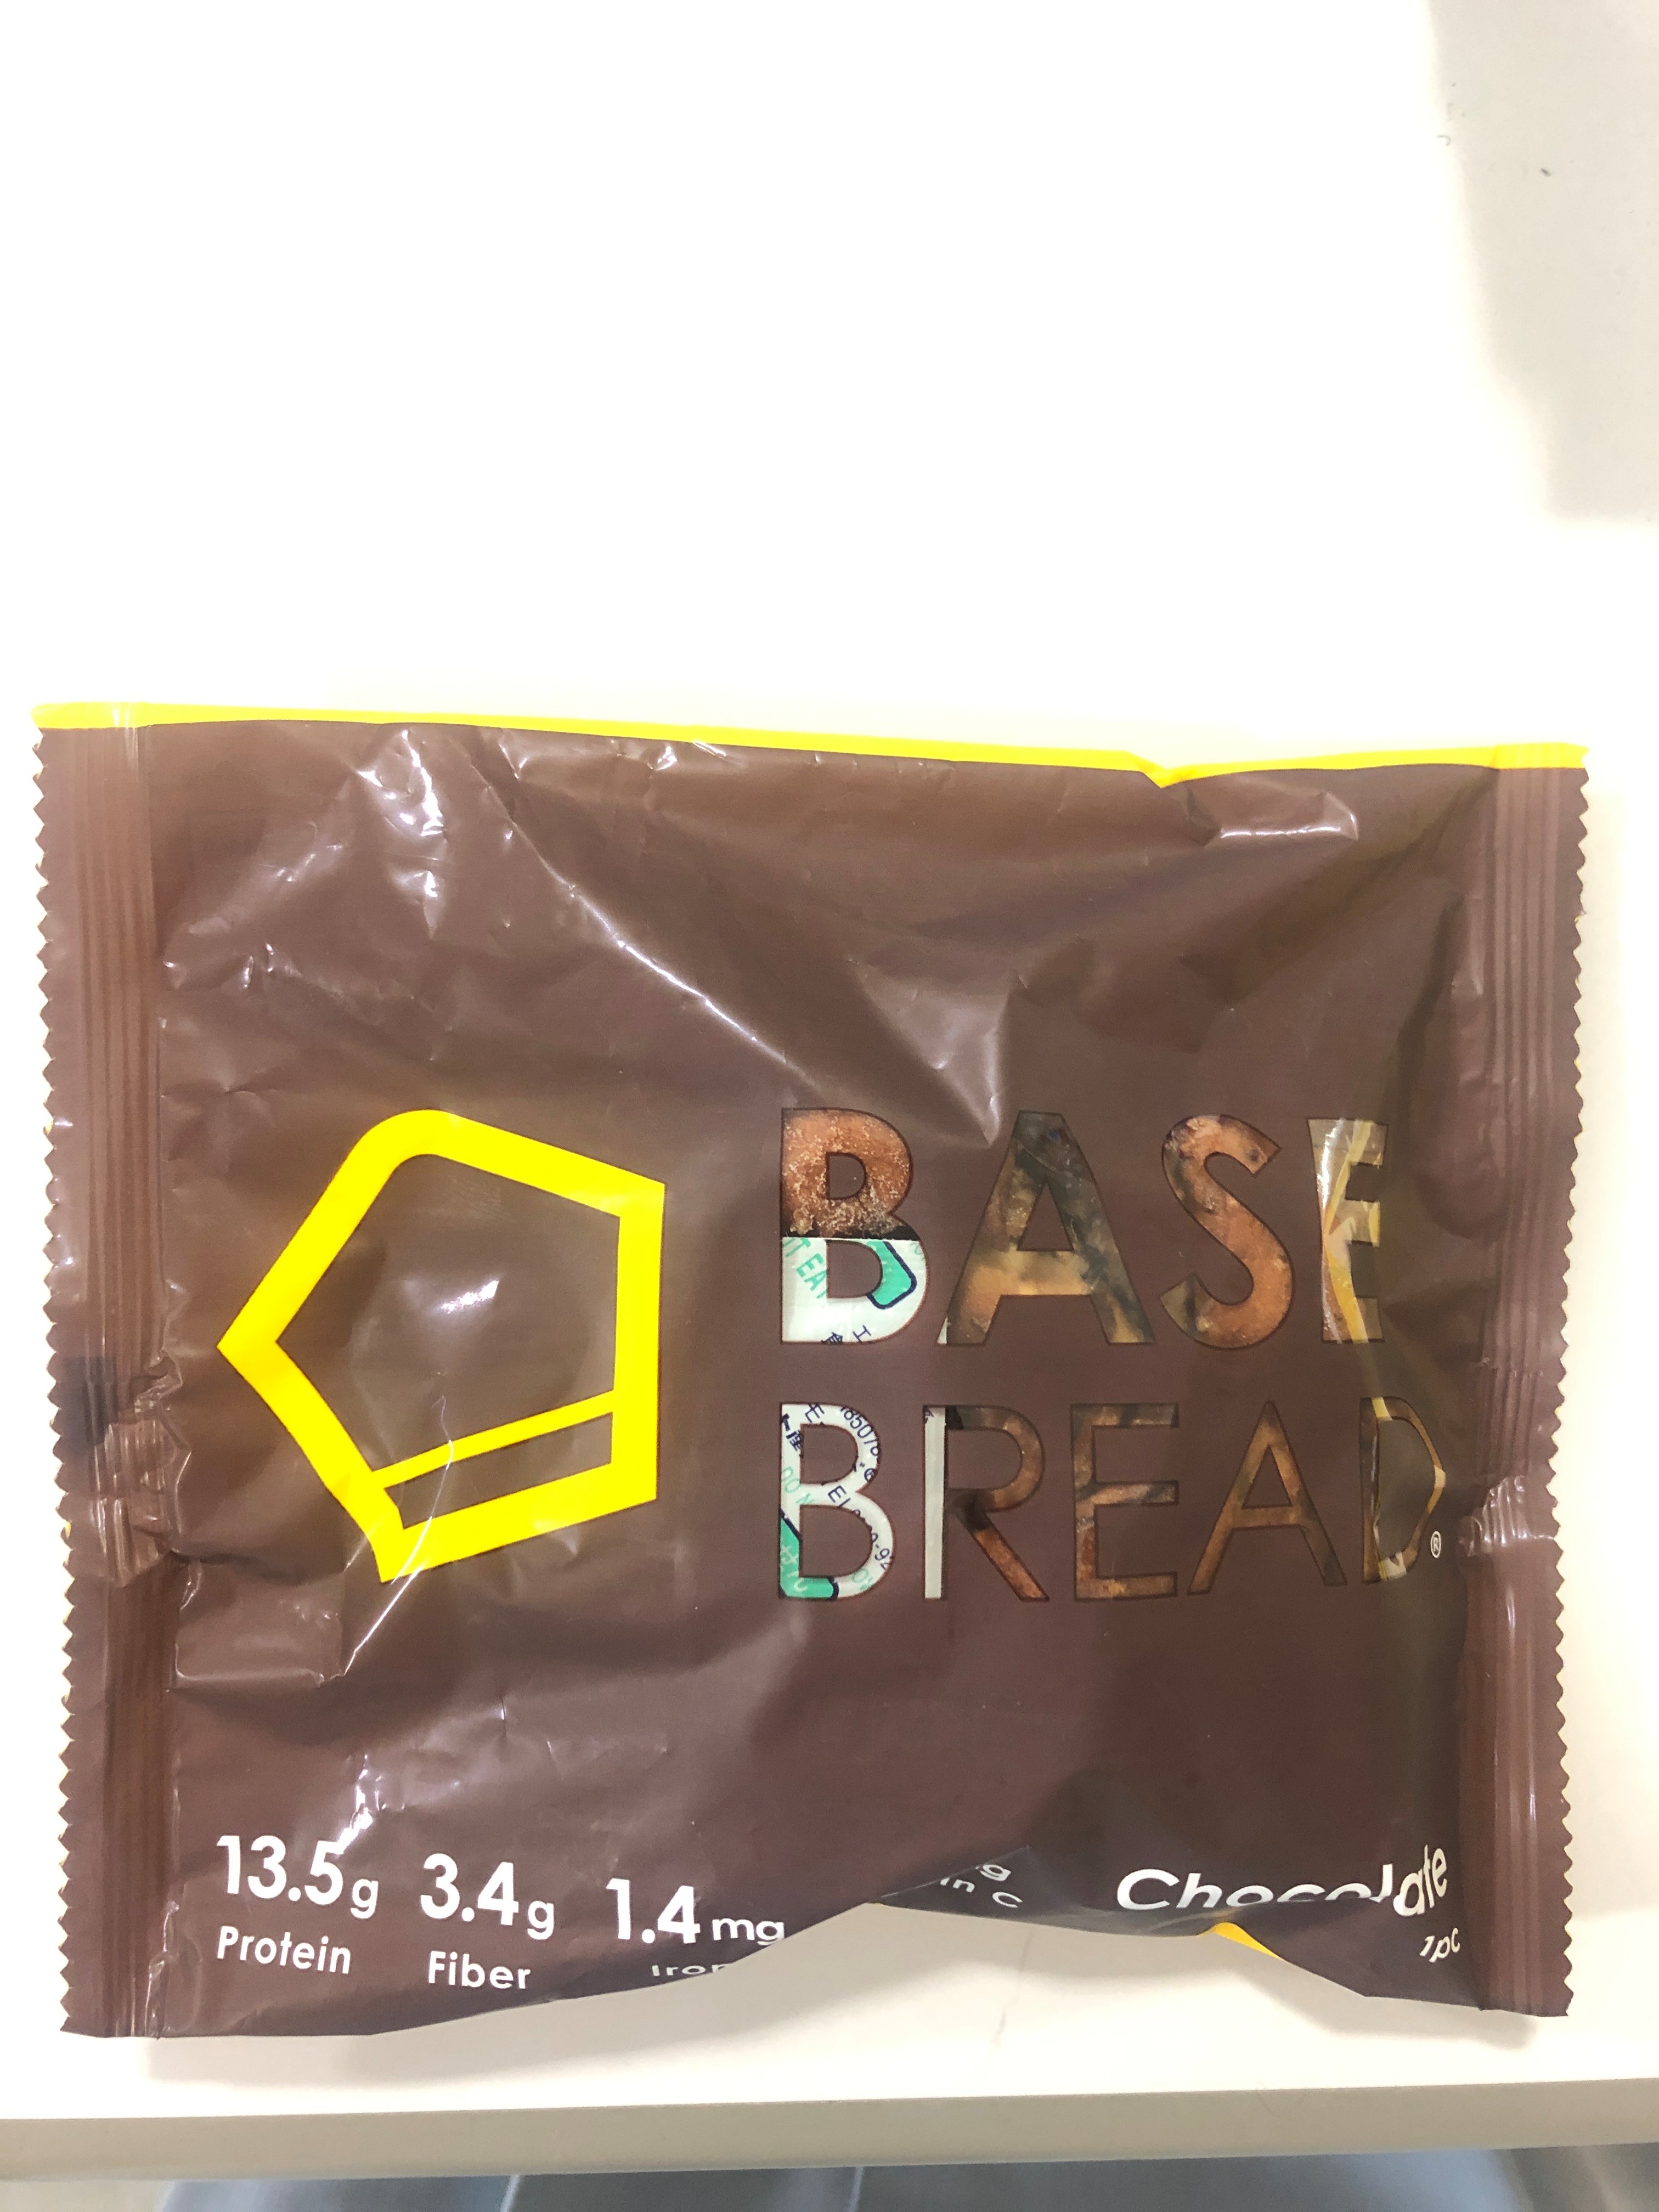 BASE
BREAD®
13.5g 3.4g 1.4mg
Protein Fiber
Chocolate
1pc